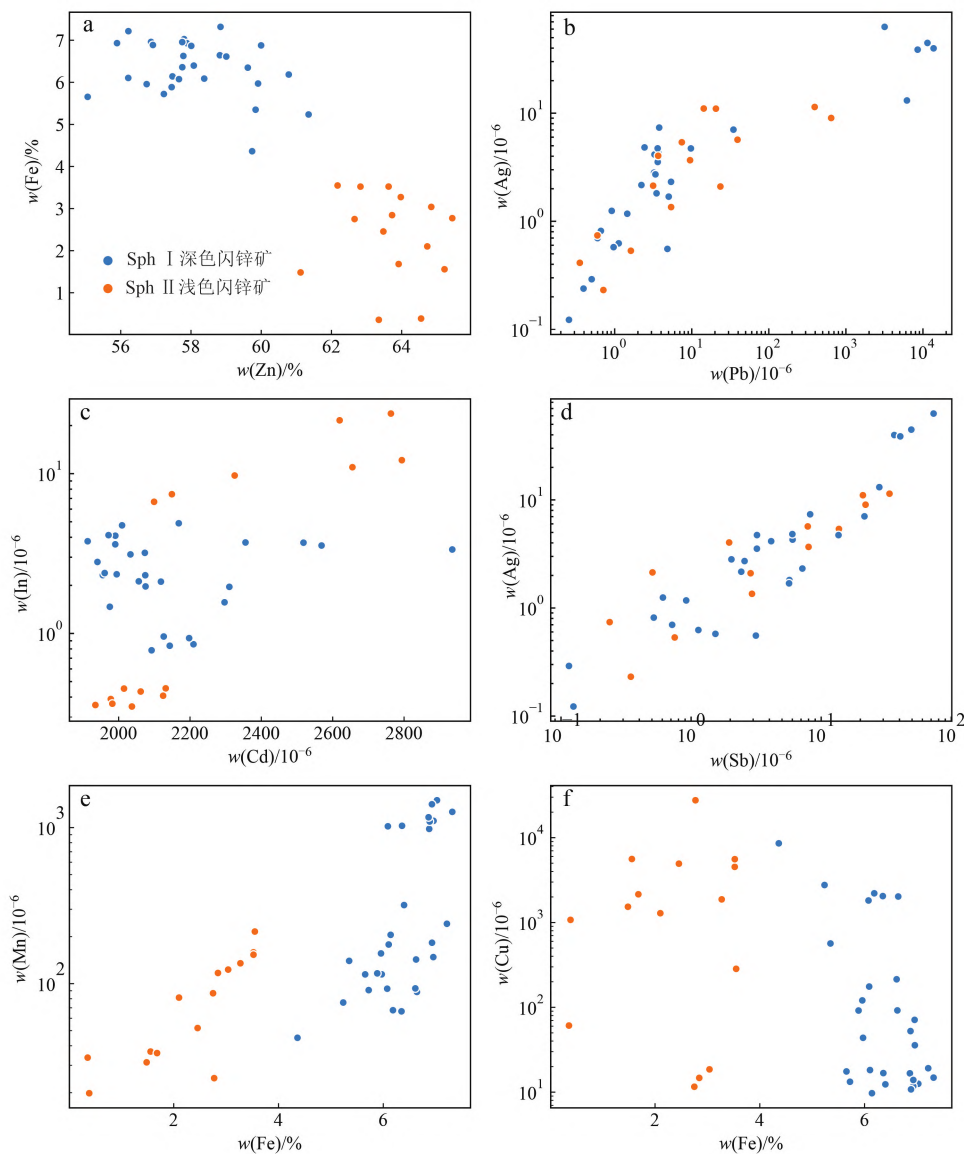 a
7
6
5
4
3
2
1
w(Fe)/%
Sph Ⅰ深色闪锌矿
Sph Ⅱ浅色闪锌矿
56 58 60 62 64
w(Zn)/%
b
10¹
10⁰
10⁻¹
w(Ag)/10⁻⁶
10⁰ 10¹ 10² 10³ 10⁴
w(Pb)/10⁻⁶
c
10¹
10⁰
w(In)/10⁻⁶
2000 2200 2400 2600 2800
w(Cd)/10⁻⁶
d
10¹
10⁰
10⁻¹
w(Ag)/10⁻⁶
10⁻¹ 10⁰ 10¹ 10²
w(Sb)/10⁻⁶
e
10³
10²
w(Mn)/10⁻⁶
2 4 6
w(Fe)/%
f
10⁴
10³
10²
10¹
w(Cu)/10⁻⁶
2 4 6
w(Fe)/%